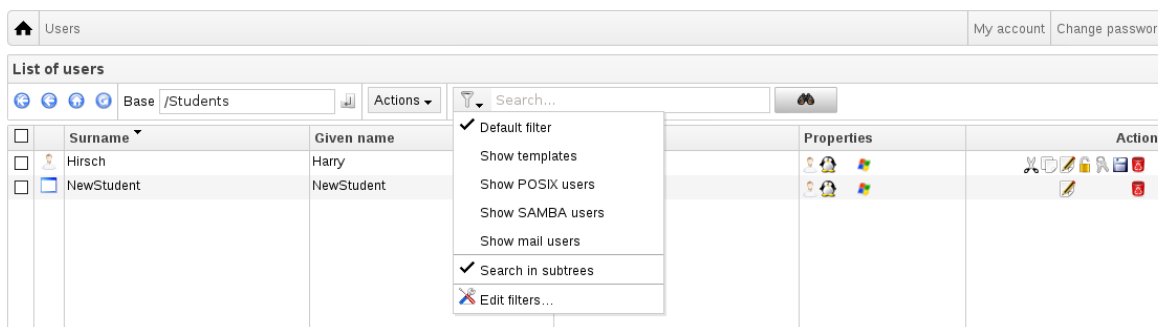 Users My account Change passwor
List of users
Base /Students Actions Search...
Surname Given name Properties Action
Default filter
Hirsch Harry
Show templates
NewStudent NewStudent
Show POSIX users
Show SAMBA users
Show mail users
Search in subtrees
Edit filters...